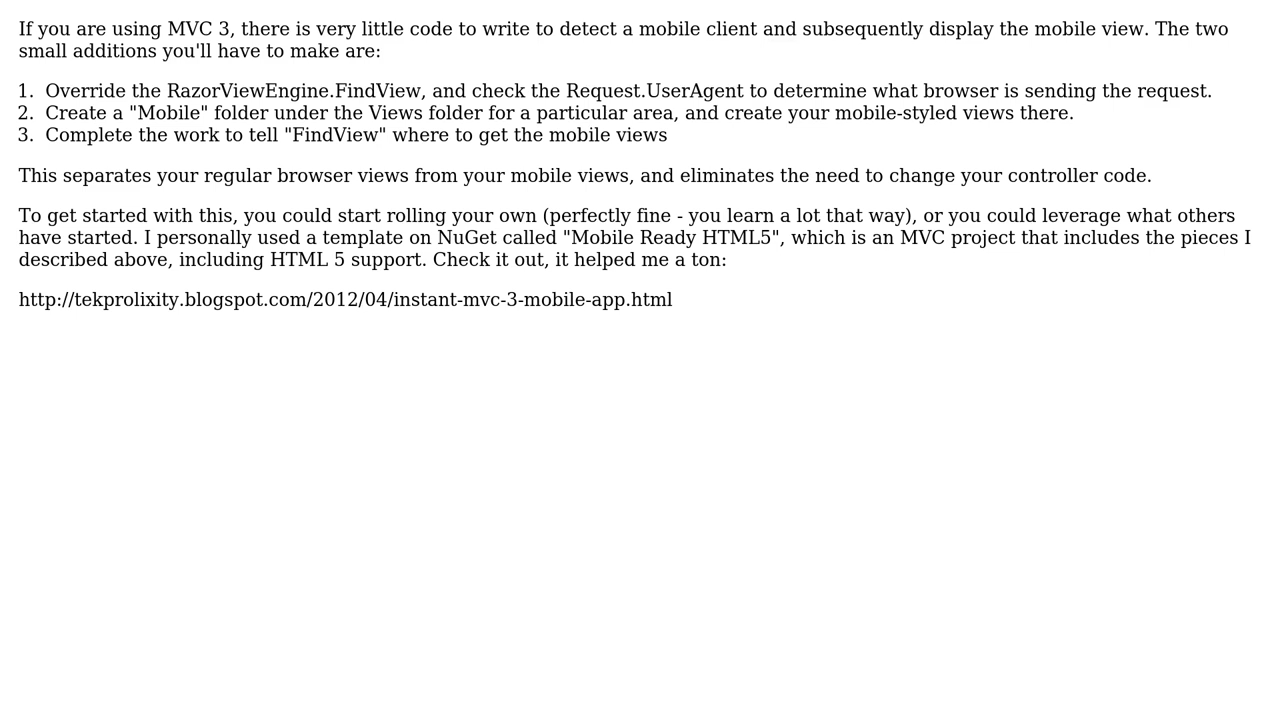 If you are using MVC 3, there is very little code to write to detect a mobile client and subsequently display the mobile view. The two
small additions you'll have to make are:
1. Override the RazorViewEngine.FindView, and check the Request.UserAgent to determine what browser is sending the request.
2. Create a "Mobile" folder under the Views folder for a particular area, and create your mobile-styled views there.
3. Complete the work to tell "FindView" where to get the mobile views
This separates your regular browser views from your mobile views, and eliminates the need to change your controller code.
To get started with this, you could start rolling your own (perfectly fine - you learn a lot that way), or you could leverage what others
have started. I personally used a template on NuGet called "Mobile Ready HTML5", which is an MVC project that includes the pieces I
described above, including HTML 5 support. Check it out, it helped me a ton:
http://tekprolixity.blogspot.com/2012/04/instant-mvc-3-mobile-app.html